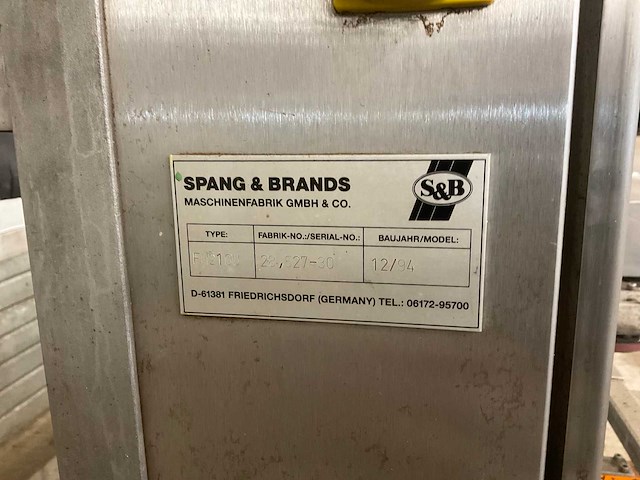 SPANG & BRANDS
MASCHINENFABRIK GMBH & CO.
S&B
TYPE: FABRIK-NO.:/SERIAL-NO.: BAUJAHR/MODEL:
12/94
D-61381 FRIEDRICHSDORF (GERMANY) TEL.: 06172-95700